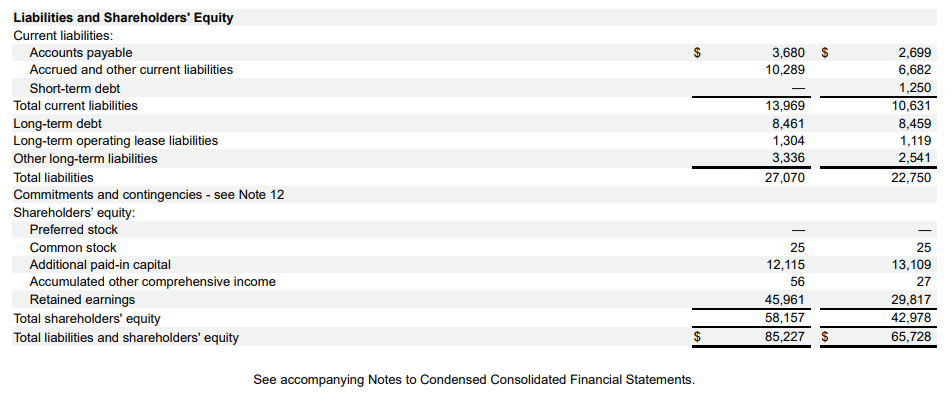 Liabilities and Shareholders' Equity
Current liabilities:
Accounts payable $ 3,680 $ 2,699
Accrued and other current liabilities 10,289 6,682
Short-term debt — 1,250
Total current liabilities 13,969 10,631
Long-term debt 8,461 8,459
Long-term operating lease liabilities 1,304 1,119
Other long-term liabilities 3,336 2,541
Total liabilities 27,070 22,750
Commitments and contingencies - see Note 12
Shareholders’ equity:
Preferred stock — —
Common stock 25 25
Additional paid-in capital 12,115 13,109
Accumulated other comprehensive income 56 27
Retained earnings 45,961 29,817
Total shareholders' equity 58,157 42,978
Total liabilities and shareholders' equity $ 85,227 $ 65,728
See accompanying Notes to Condensed Consolidated Financial Statements.